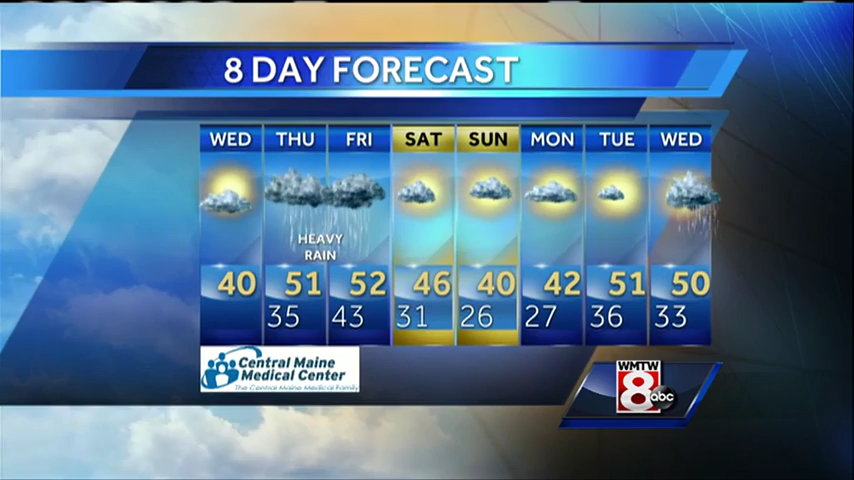 8 DAY FORECAST
WED THU FRI SAT SUN MON TUE WED
HEAVY
RAIN
40 51 52 46 40 42 51 50
35 43 31 26 27 36 33
Central Maine
Medical Center
The Central Maine Medical Family
WMTW
8
abc